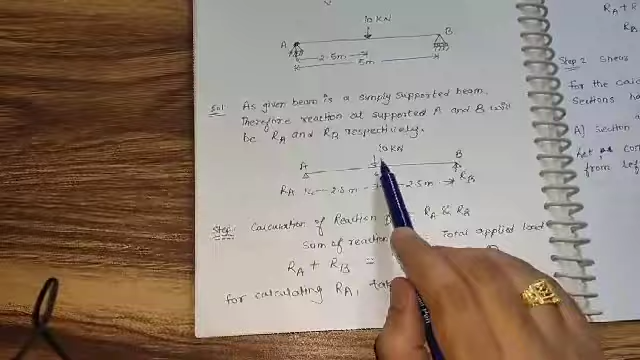 10 KN
A B
2.5m
5m
Sol: As given beam is a simply supported beam.
Therefore reaction at supported A and B will
be RA and RB respectively.
10 KN
A B
RA 2.5m 2.5m RB
Step: Calculation of Reaction RA & RB
Sum of reaction Total applied load
RA + RB =
for calculating RA,
RA +
RB
Step 2 Shear
for the calc
Sections ha
A] Section
Let
from lef